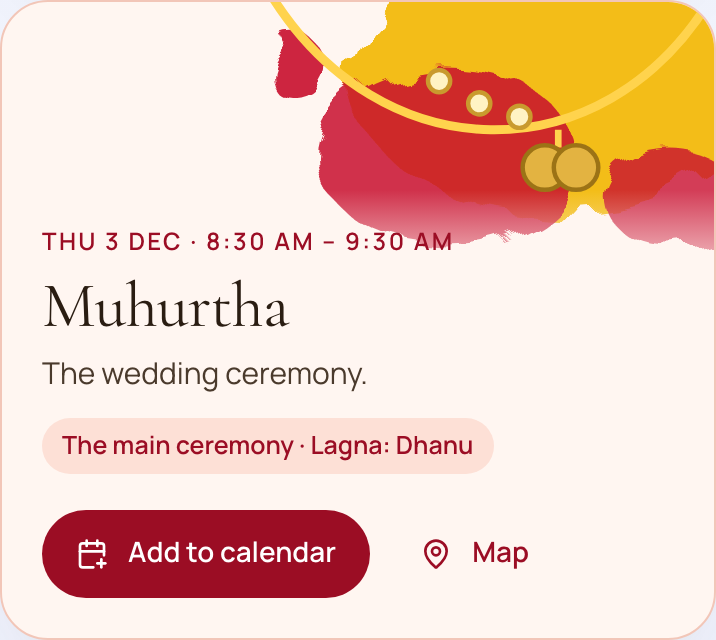 THU 3 DEC · 8:30 AM – 9:30 AM
Muhurtha
The wedding ceremony.
The main ceremony · Lagna: Dhanu
Add to calendar
Map